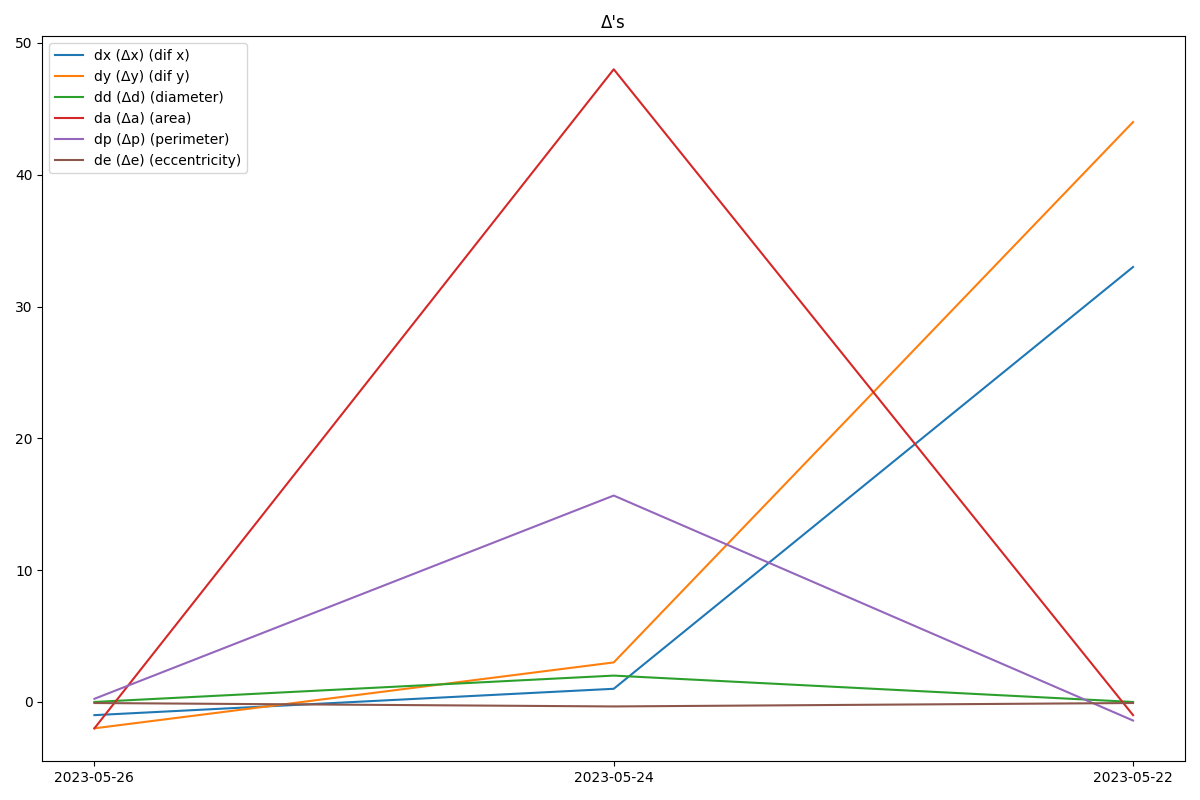 Δ's
50
40
30
20
10
0
dx (Δx) (dif x)
dy (Δy) (dif y)
dd (Δd) (diameter)
da (Δa) (area)
dp (Δp) (perimeter)
de (Δe) (eccentricity)
2023-05-26
2023-05-24
2023-05-22